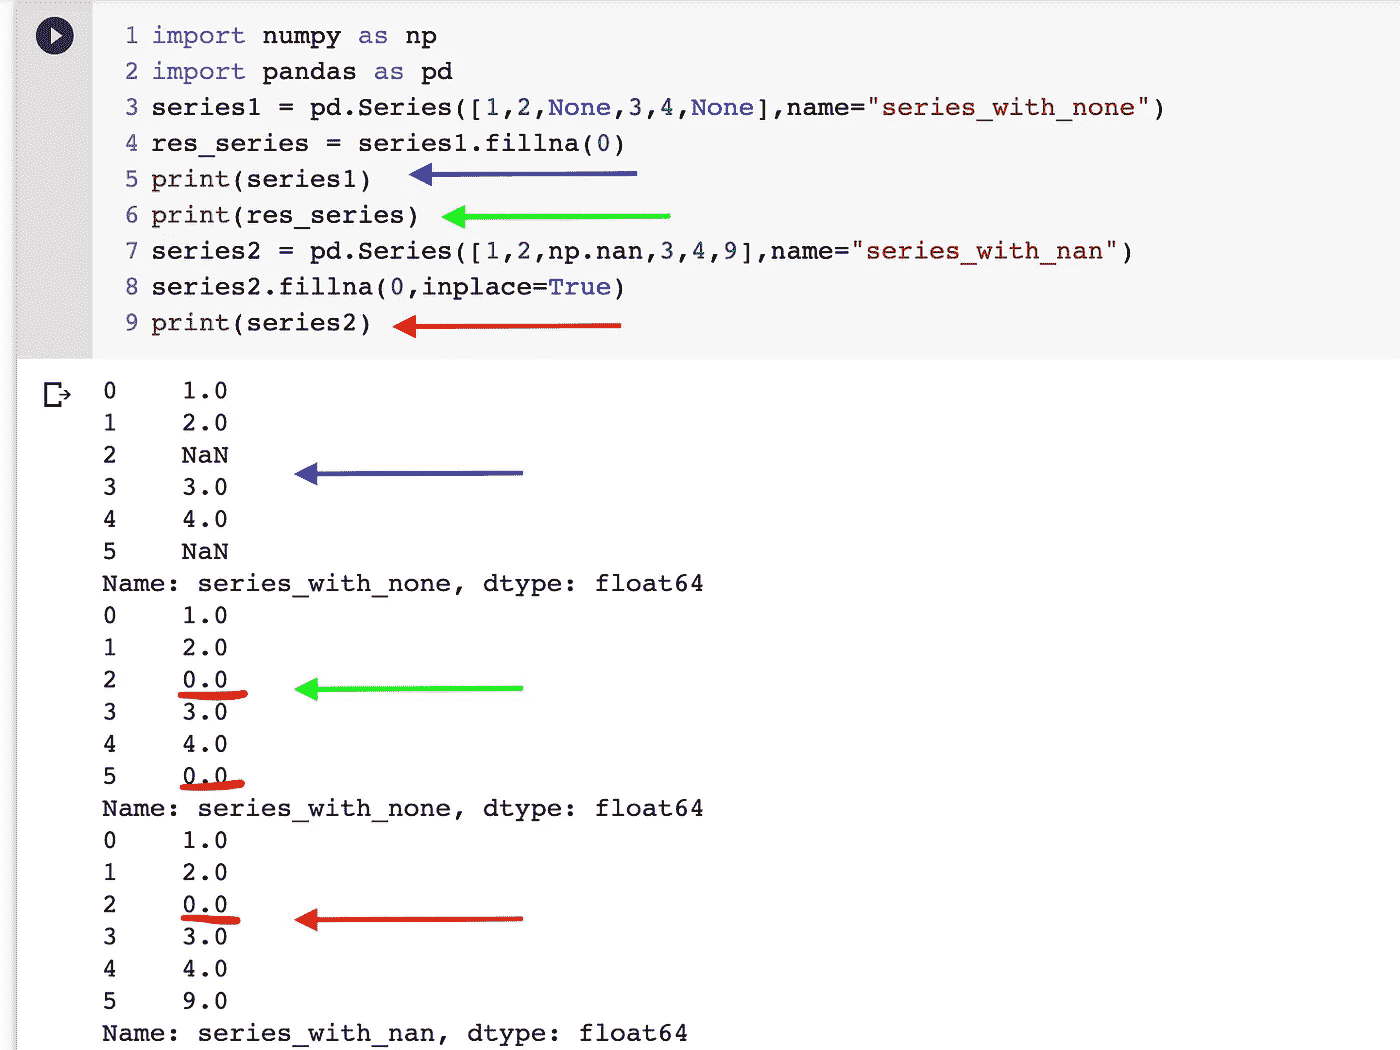 1 import numpy as np
2 import pandas as pd
3 series1 = pd.Series([1,2,None,3,4,None],name="series_with_none")
4 res_series = series1.fillna(0)
5 print(series1)
6 print(res_series)
7 series2 = pd.Series([1,2,np.nan,3,4,9],name="series_with_nan")
8 series2.fillna(0,inplace=True)
9 print(series2)
0 1.0
1 2.0
2 NaN
3 3.0
4 4.0
5 NaN
Name: series_with_none, dtype: float64
0 1.0
1 2.0
2 0.0
3 3.0
4 4.0
5 0.0
Name: series_with_none, dtype: float64
0 1.0
1 2.0
2 0.0
3 3.0
4 4.0
5 9.0
Name: series_with_nan, dtype: float64